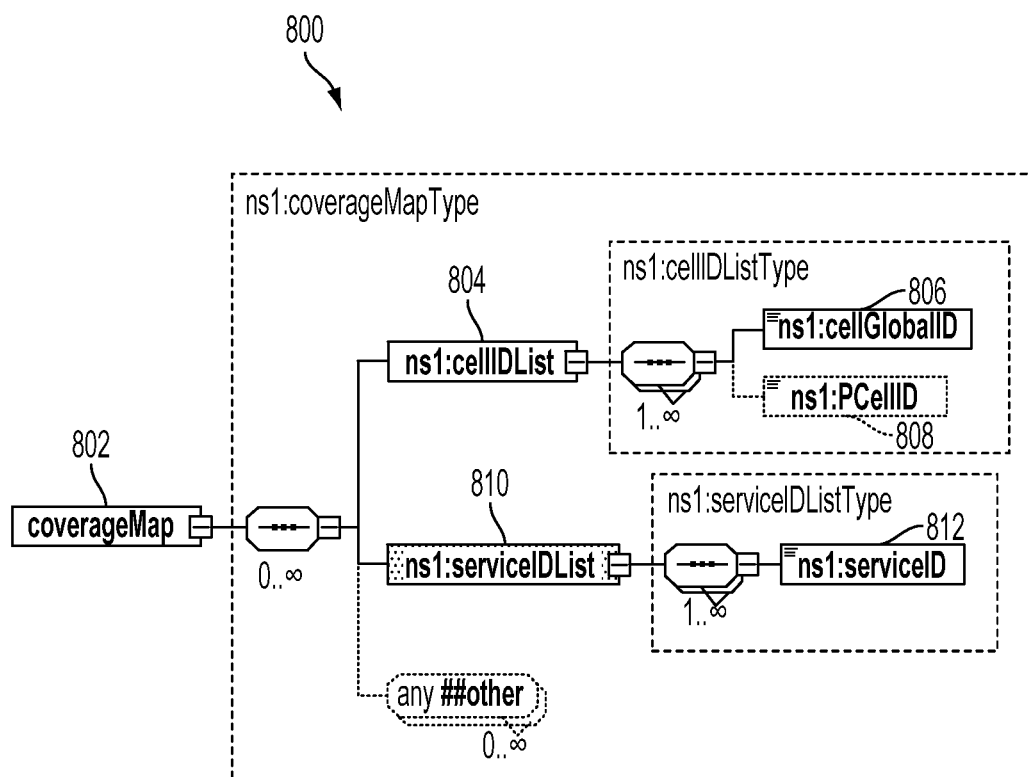 800
ns1:coverageMapType
ns1:cellIDListType
804
806
ns1:cellGlobalID
ns1:cellIDList
1..∞
ns1:PCellID
808
802
810
ns1:serviceIDListType
812
coverageMap
0..∞
ns1:serviceIDList
ns1:serviceID
1..∞
any ##other
0..∞